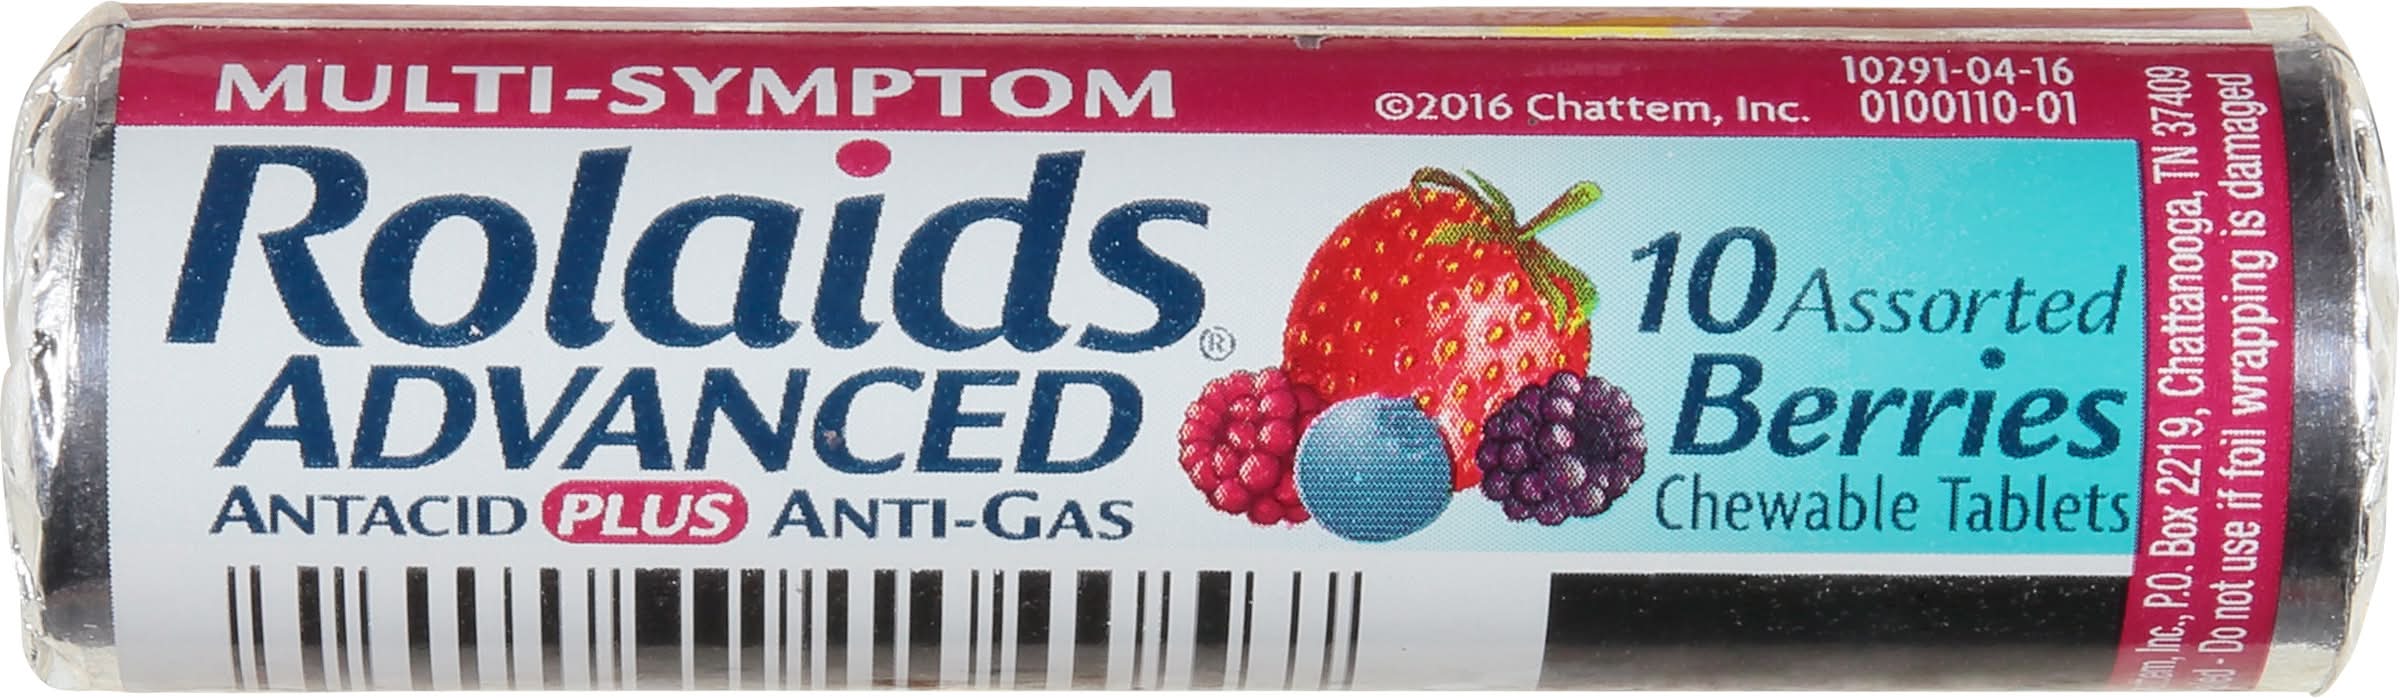 MULTI-SYMPTOM
©2016 Chattem, Inc.
10291-04-16
0100110-01
Rolaids®
ADVANCED
ANTACID PLUS ANTI-GAS
10 Assorted
Berries
Chewable Tablets
Inc., P.O. Box 2219, Chattanooga, TN 37409
- Do not use if foil wrapping is damaged